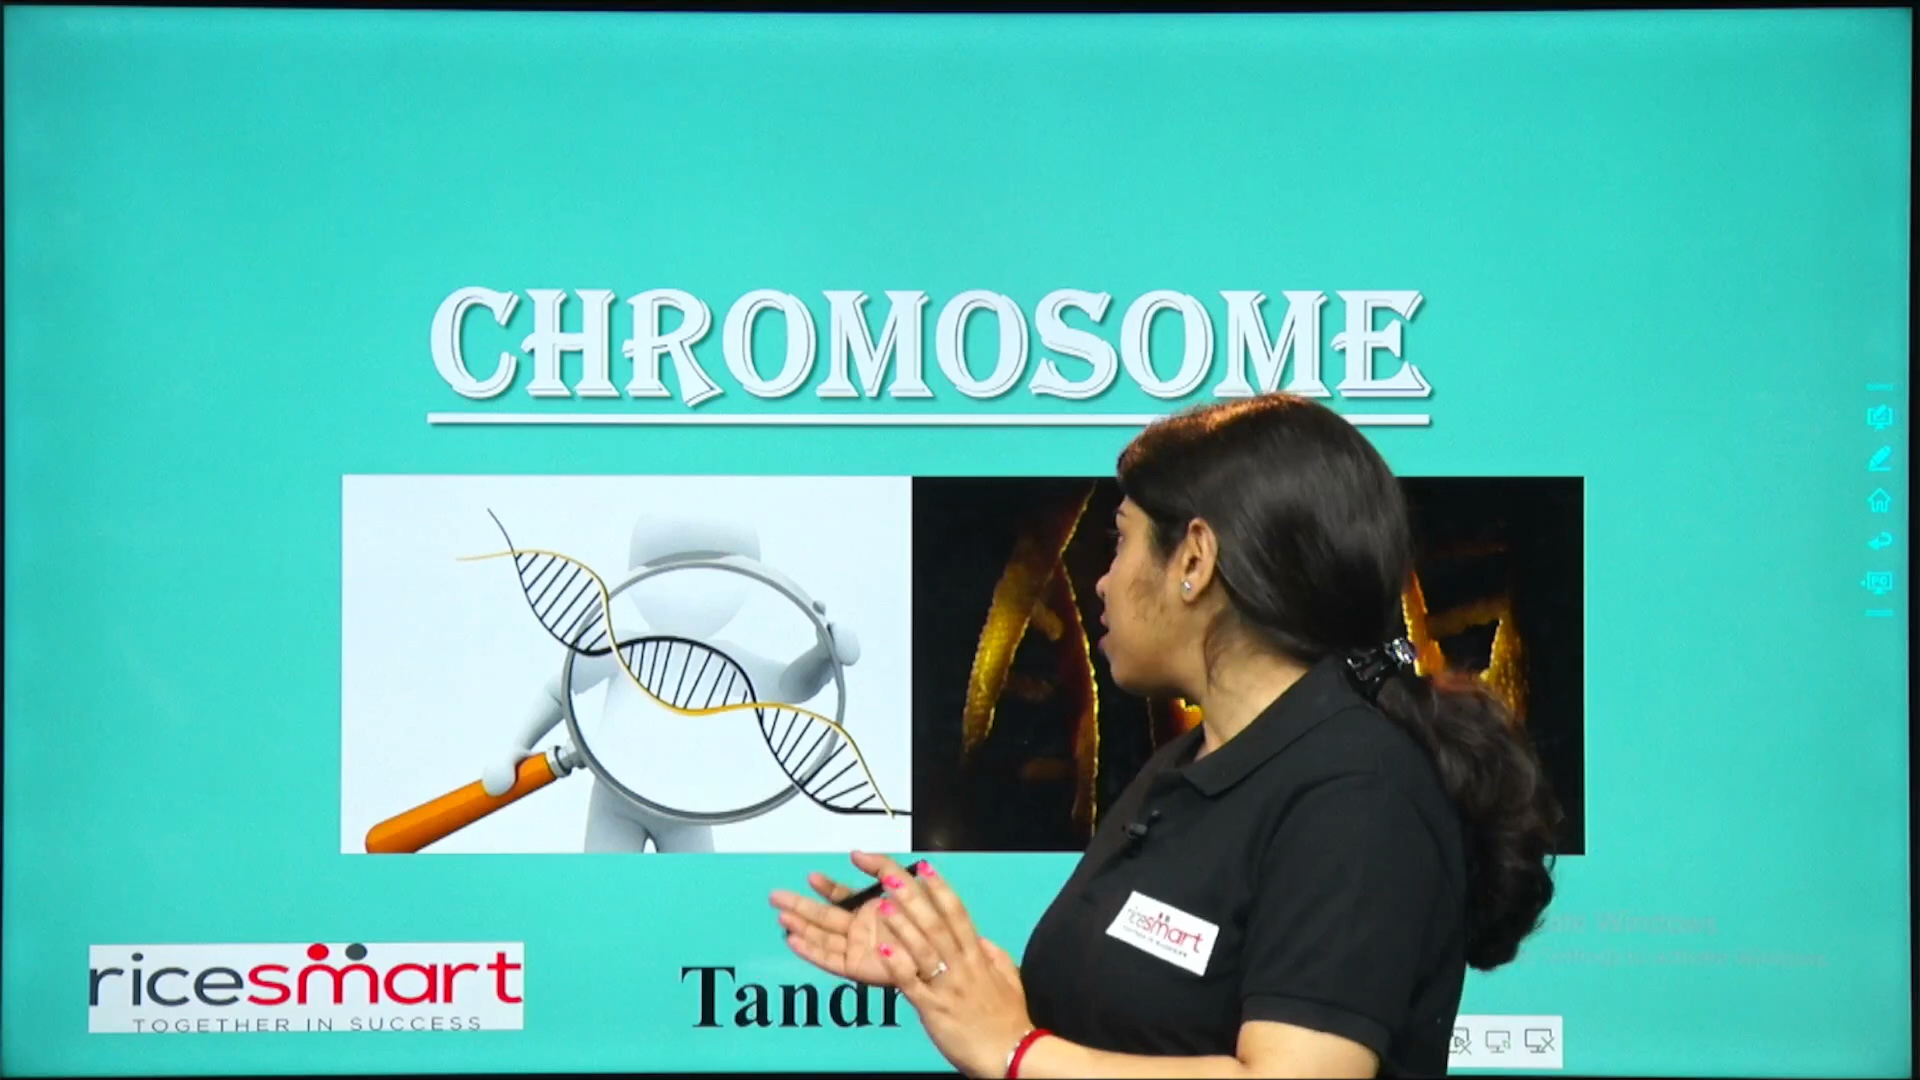 CHROMOSOME
ricesmart
TOGETHER IN SUCCESS
Tandr
ricesmart